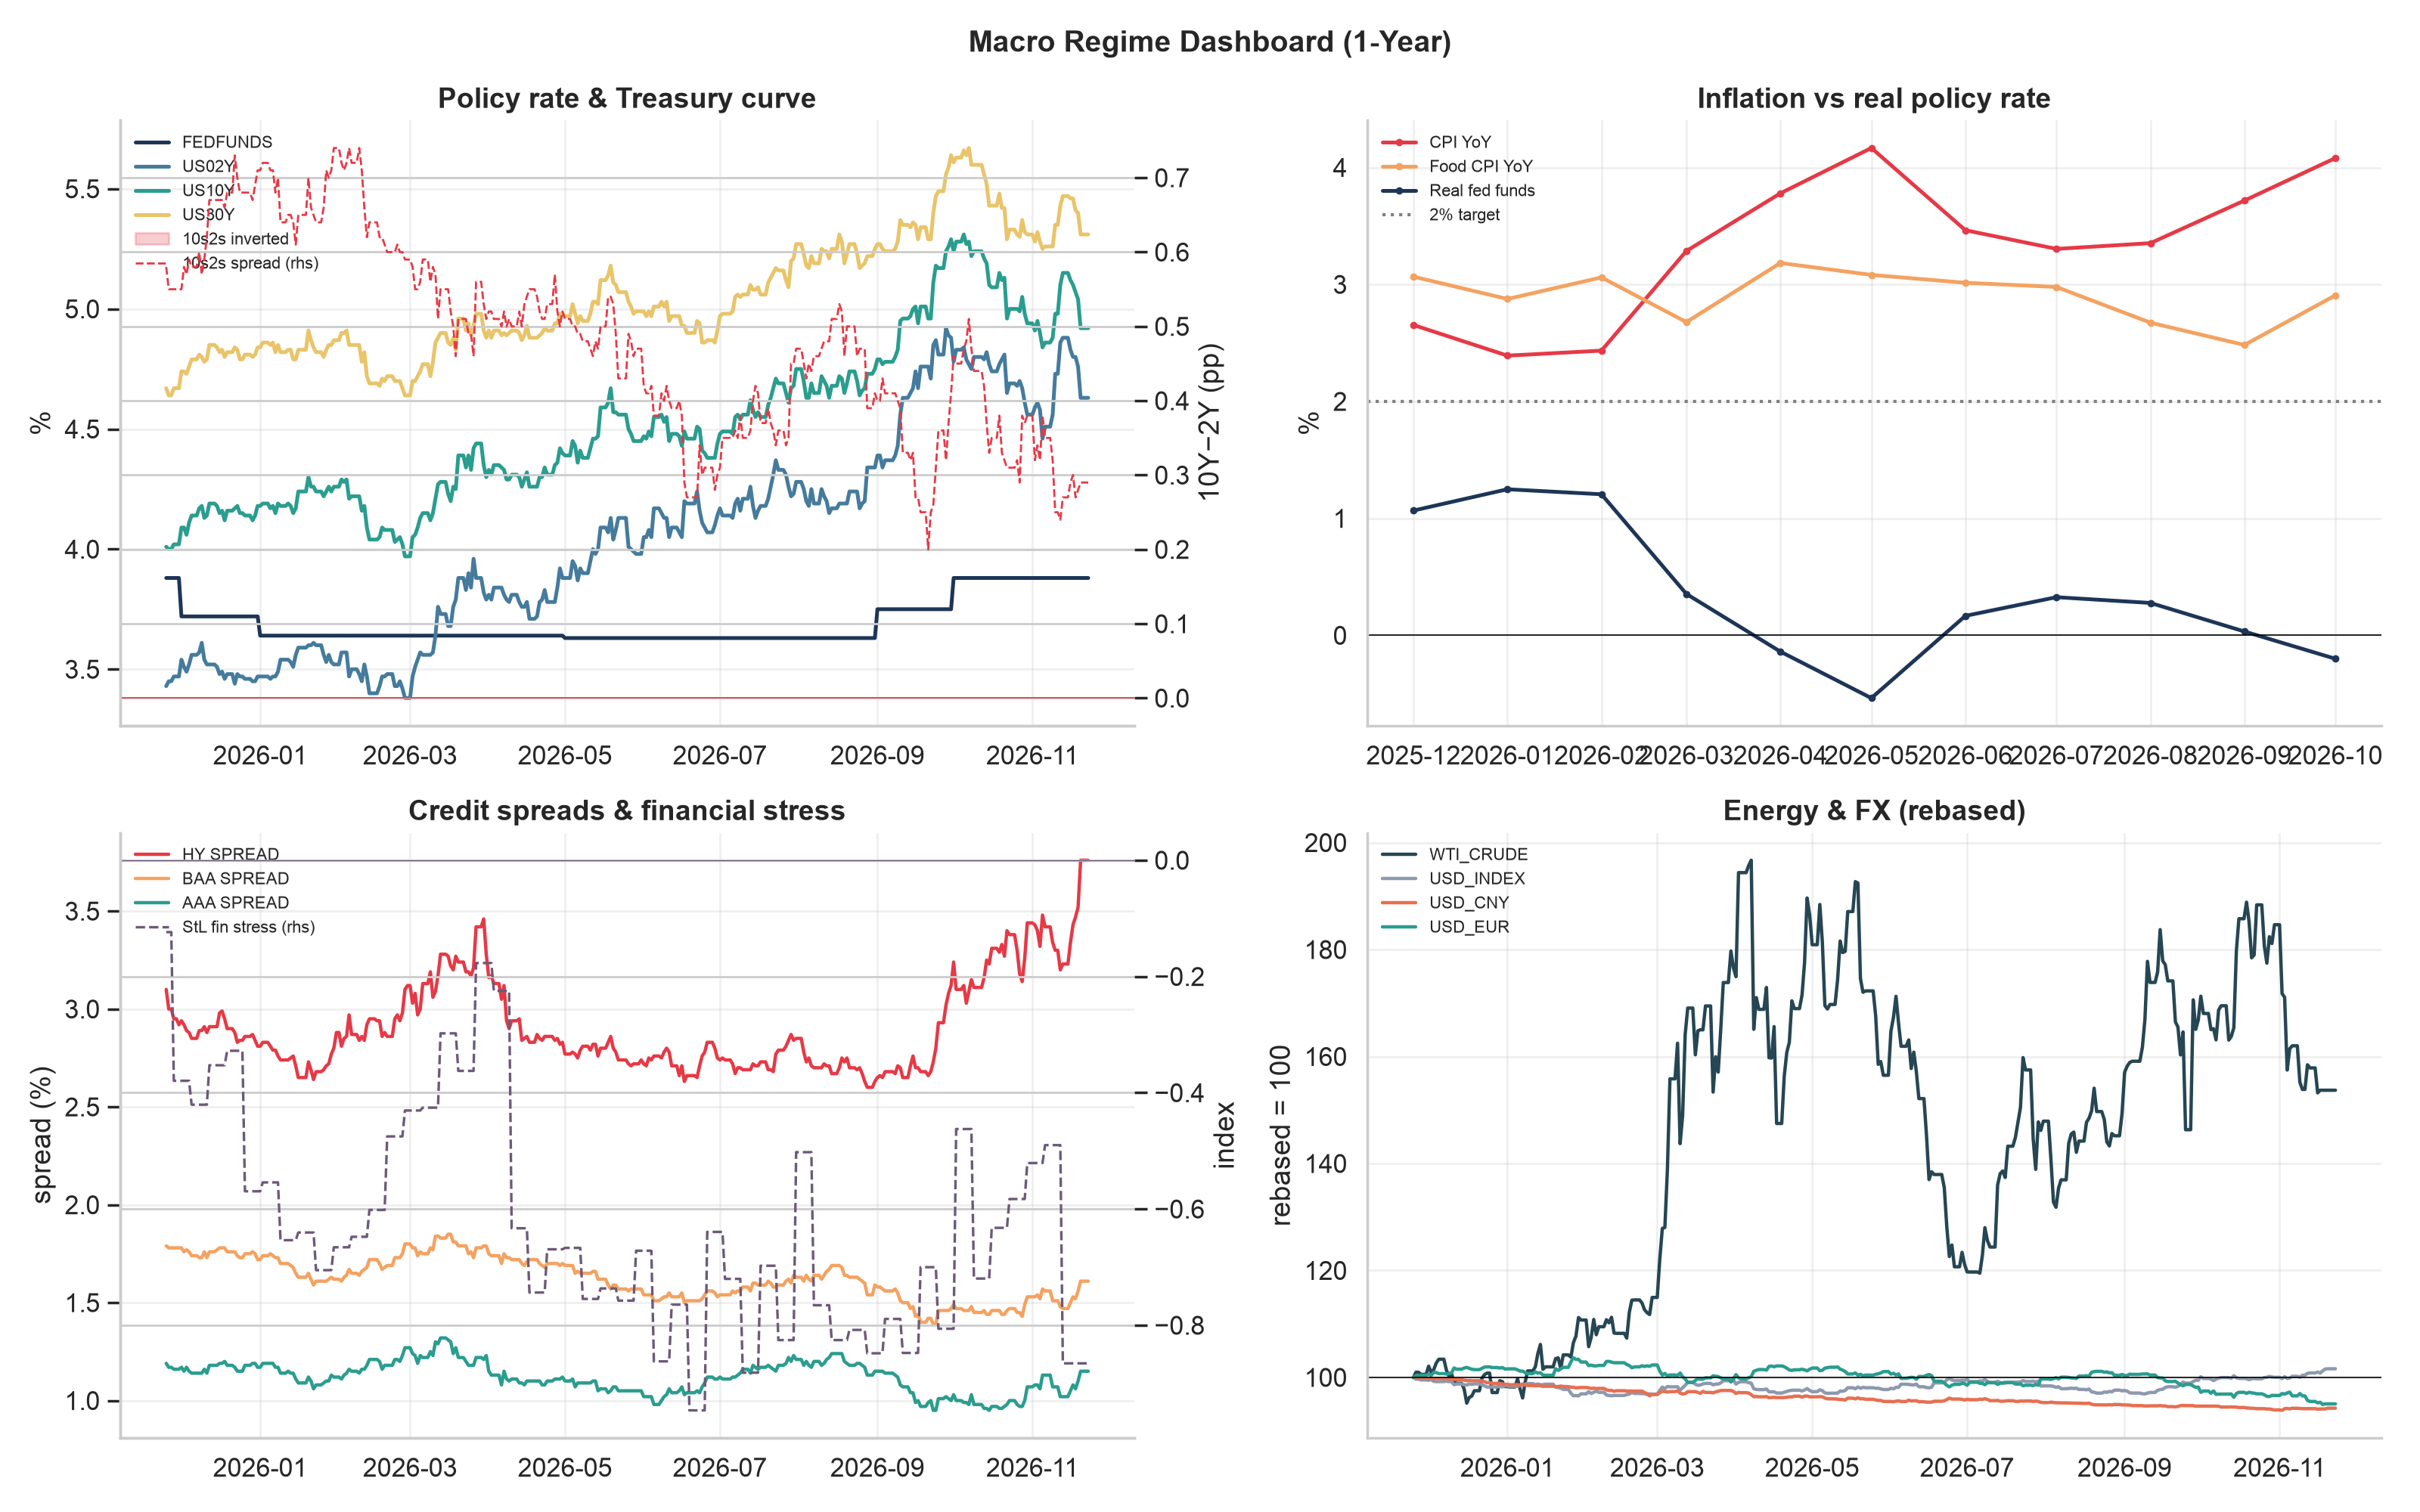 Macro Regime Dashboard (1-Year)
Policy rate & Treasury curve
FEDFUNDS
US02Y
US10Y
US30Y
10s2s inverted
10s2s spread (rhs)
%
5.5
5.0
4.5
4.0
3.5
0.7
0.6
0.5
0.4
0.3
0.2
0.1
0.0
10Y−2Y (pp)
2026-01 2026-03 2026-05 2026-07 2026-09 2026-11
Inflation vs real policy rate
CPI YoY
Food CPI YoY
Real fed funds
2% target
%
4
3
2
1
0
2025-12 2026-01 2026-02 2026-03 2026-04 2026-05 2026-06 2026-07 2026-08 2026-09 2026-10
Credit spreads & financial stress
HY SPREAD
BAA SPREAD
AAA SPREAD
StL fin stress (rhs)
spread (%)
3.5
3.0
2.5
2.0
1.5
1.0
0.0
−0.2
−0.4
−0.6
−0.8
index
2026-01 2026-03 2026-05 2026-07 2026-09 2026-11
Energy & FX (rebased)
WTI_CRUDE
USD_INDEX
USD_CNY
USD_EUR
rebased = 100
200
180
160
140
120
100
2026-01 2026-03 2026-05 2026-07 2026-09 2026-11